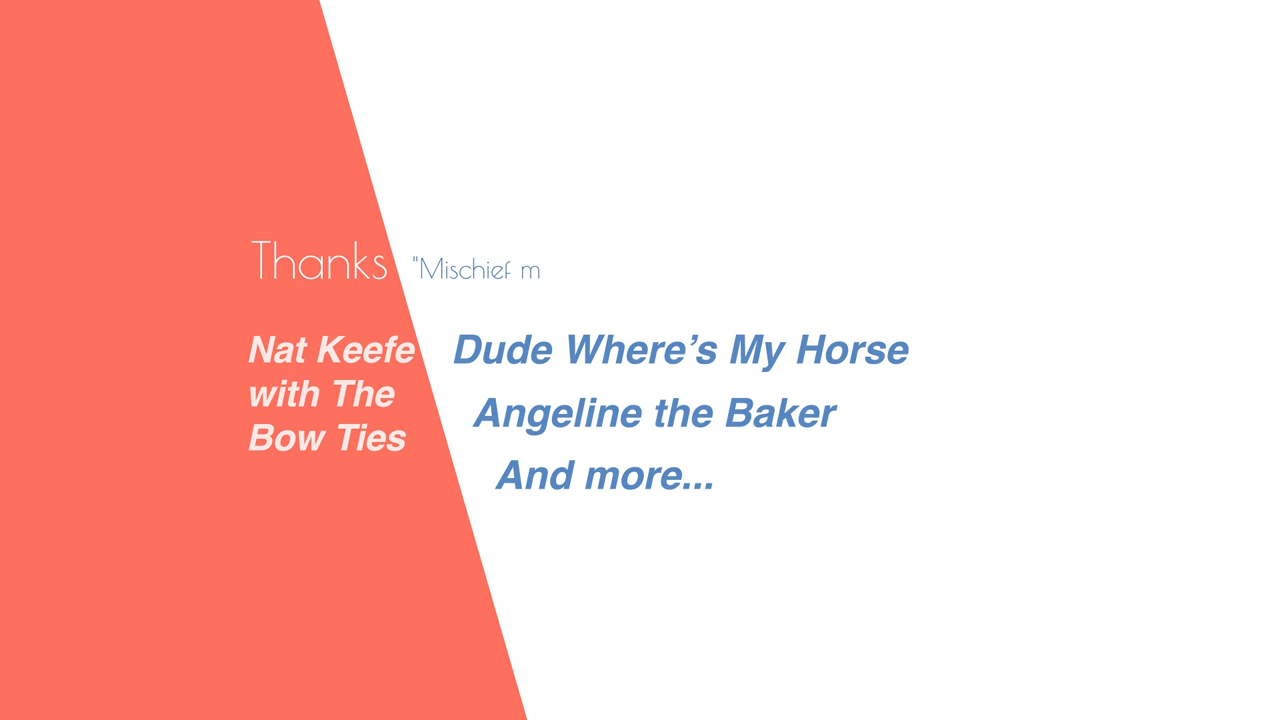 Thanks "Mischief m
Nat Keefe
with The
Bow Ties
Dude Where’s My Horse
Angeline the Baker
And more...